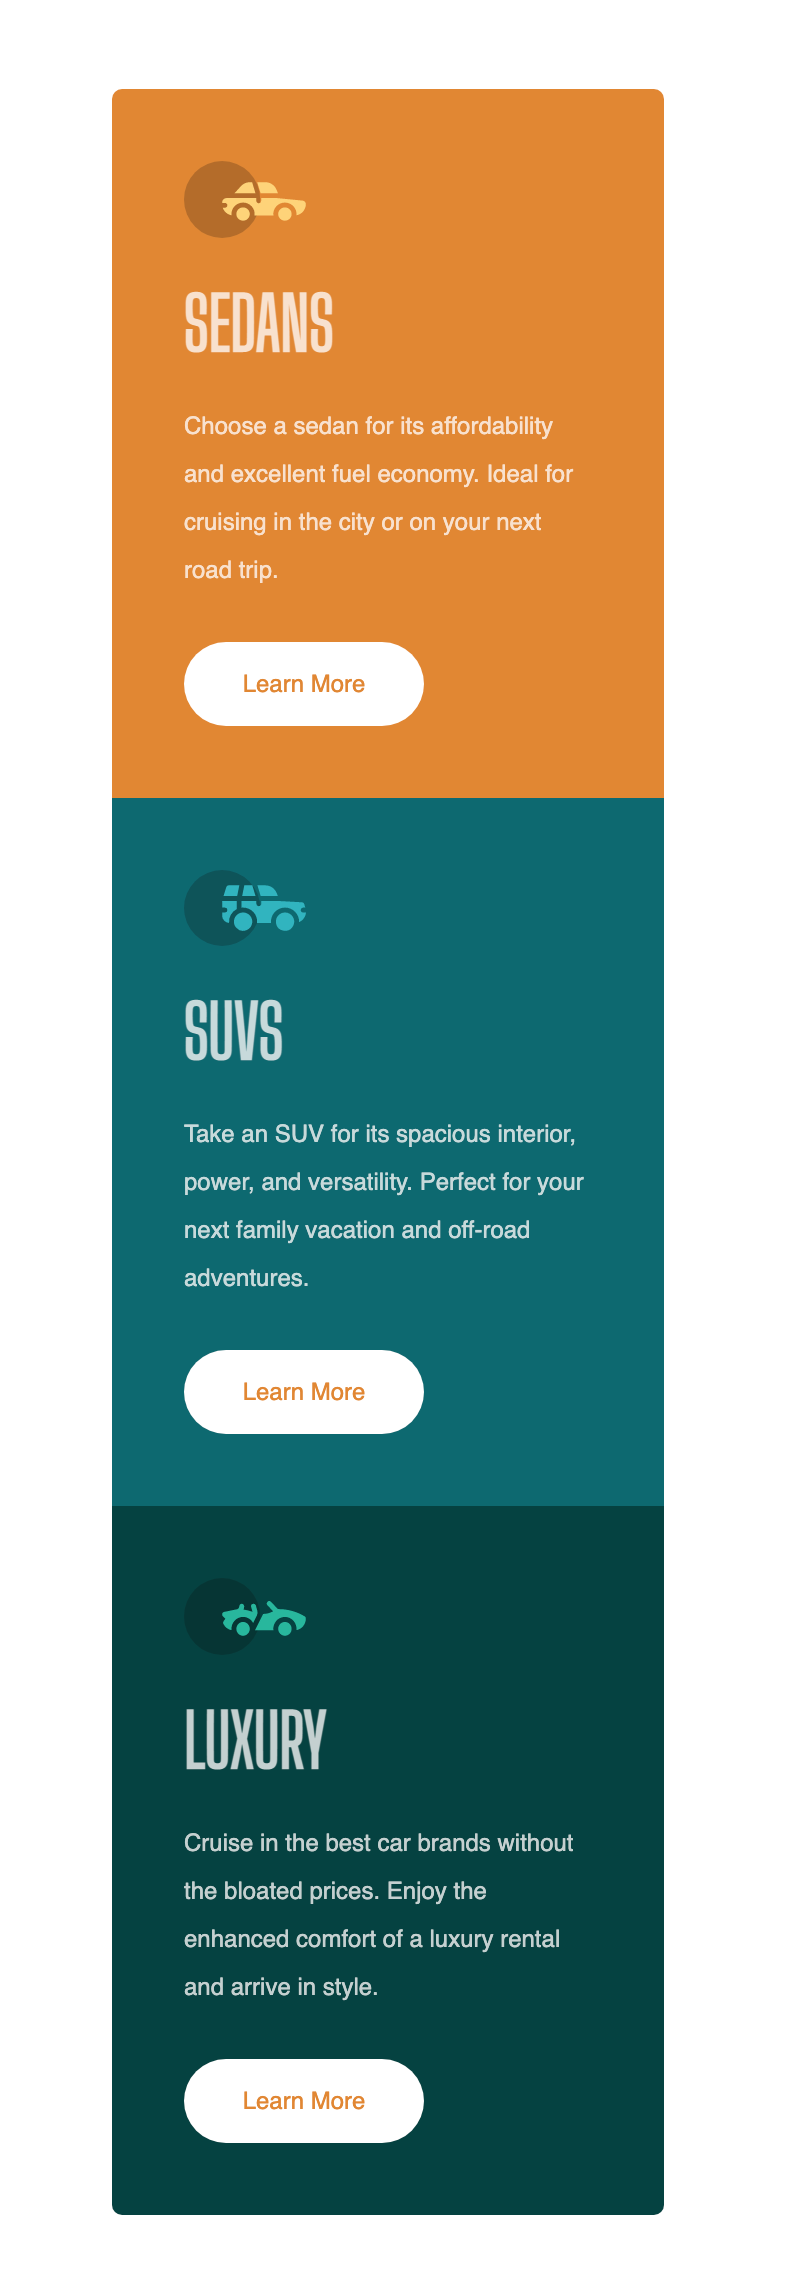 SEDANS
Choose a sedan for its affordability
and excellent fuel economy. Ideal for
cruising in the city or on your next
road trip.
Learn More
SUVS
Take an SUV for its spacious interior,
power, and versatility. Perfect for your
next family vacation and off-road
adventures.
Learn More
LUXURY
Cruise in the best car brands without
the bloated prices. Enjoy the
enhanced comfort of a luxury rental
and arrive in style.
Learn More